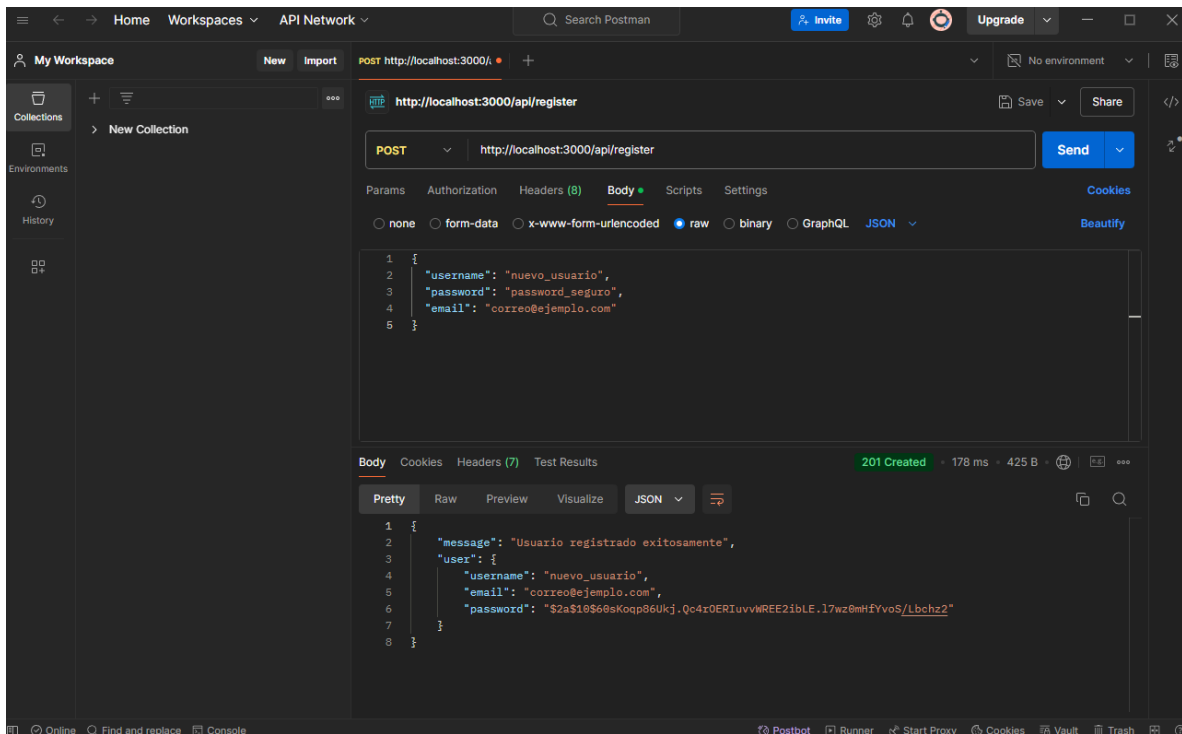 Home Workspaces API Network Search Postman Invite Upgrade
My Workspace New Import POST http://localhost:3000/ No environment
Collections
New Collection
http://localhost:3000/api/register Save Share
POST http://localhost:3000/api/register Send
Environments
Params Authorization Headers (8) Body Scripts Settings Cookies
History
none form-data x-www-form-urlencoded raw binary GraphQL JSON Beautify
1 {
2 "username": "nuevo_usuario",
3 "password": "password_seguro",
4 "email": "correo@ejemplo.com"
5 }
Body Cookies Headers (7) Test Results 201 Created 178 ms 425 B
Pretty Raw Preview Visualize JSON
1 {
2 "message": "Usuario registrado exitosamente",
3 "user": {
4 "username": "nuevo_usuario",
5 "email": "correo@ejemplo.com",
6 "password": "$2a$10$60sKoqp86Ukj.Qc4rOERIuvvWREE2ibLE.l7wz0mHfYvoS/Lbchz2"
7 }
8 }
Online Find and replace Console Postbot Runner Start Proxy Cookies Vault Trash